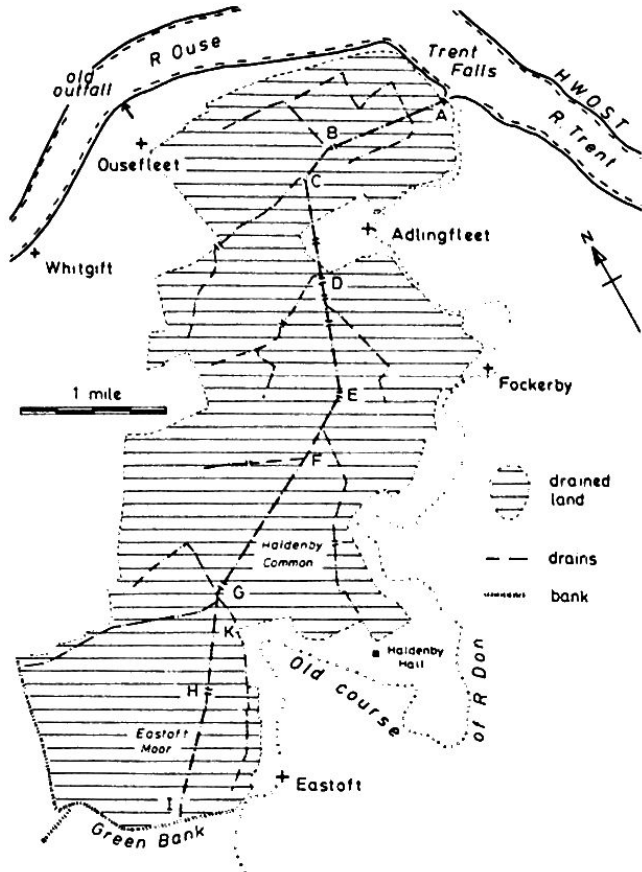 R Ouse
old
outfall
Trent
Falls
HWOST
R. Trent
A
B
Ousefleet
C
Adlingfleet
N
Whitgift
D
1 mile
E
Fockerby
F
drained
land
Haldenby
Common
drains
G
bank
K
Haldenby
Hall
Old course
of R Don
H
Eastoft
Moor
Eastoft
I
Green Bank